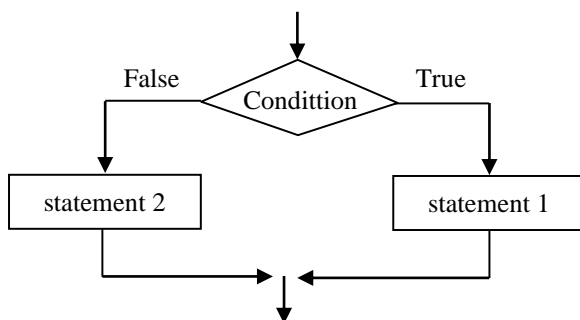 False
True
Condittion
statement 2
statement 1